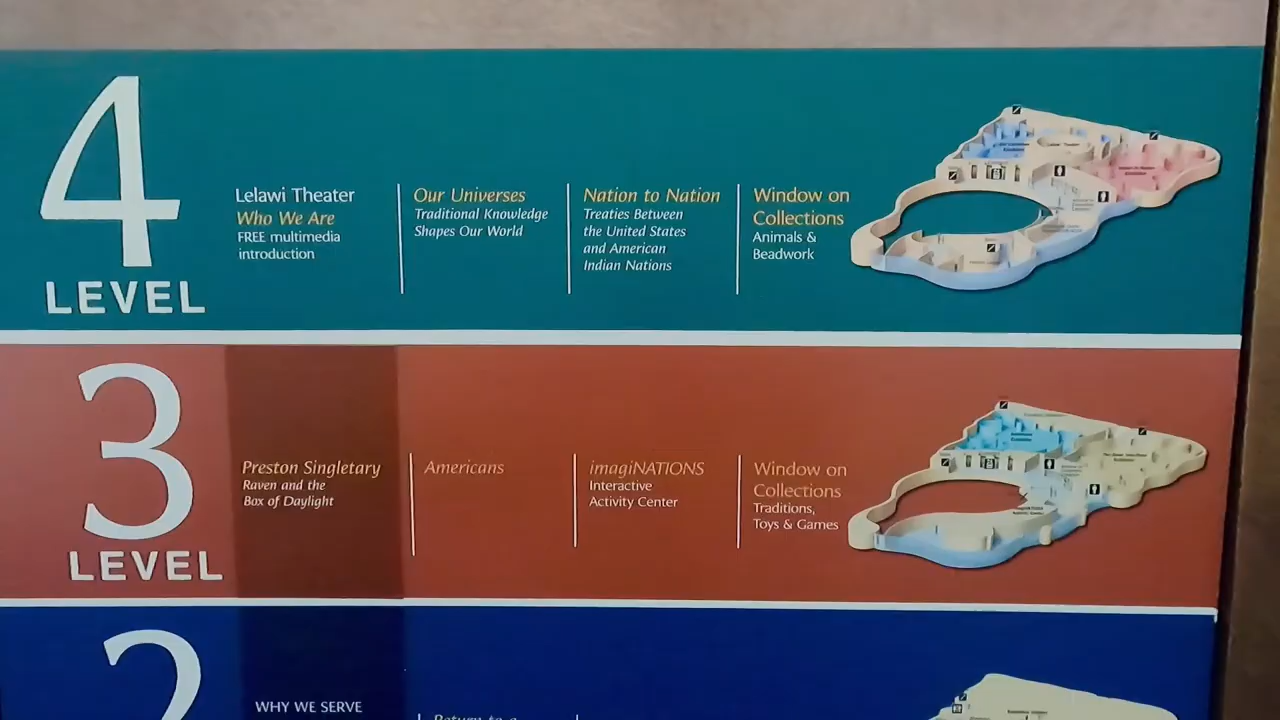 4
LEVEL
Lelawi Theater
Who We Are
FREE multimedia
introduction
Our Universes
Traditional Knowledge
Shapes Our World
Nation to Nation
Treaties Between
the United States
and American
Indian Nations
Window on
Collections
Animals &
Beadwork
3
LEVEL
Preston Singletary
Raven and the
Box of Daylight
Americans
imagiNATIONS
Interactive
Activity Center
Window on
Collections
Traditions,
Toys & Games
2
WHY WE SERVE
Return to a